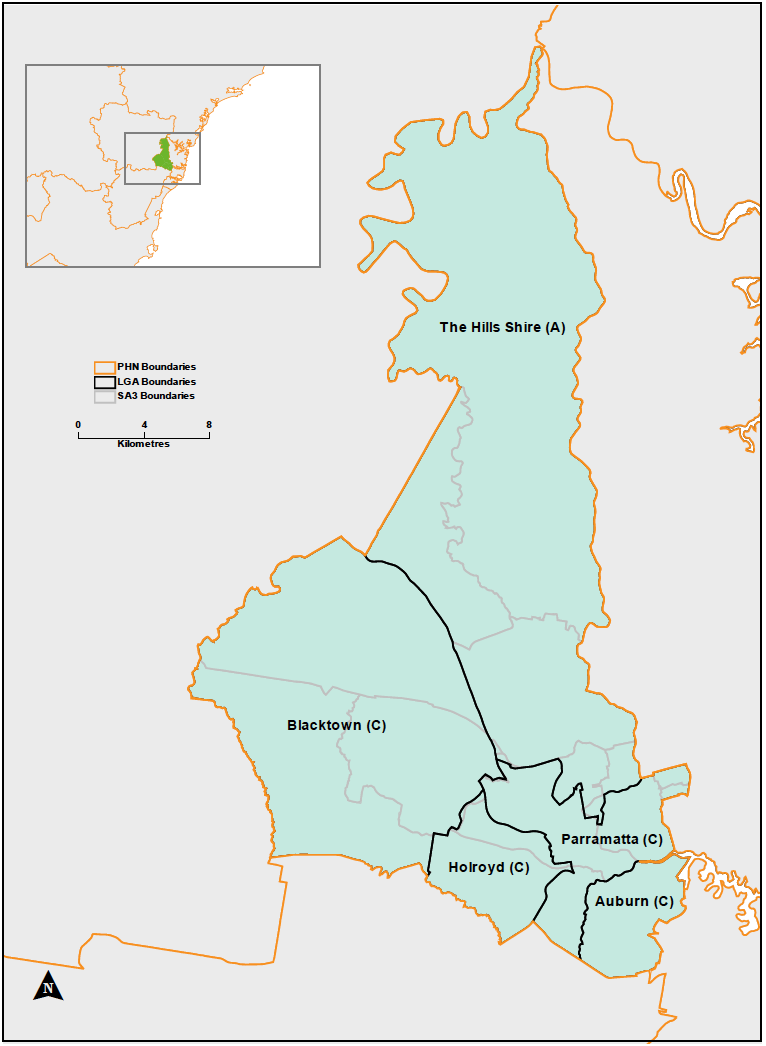 The Hills Shire (A)
PHN Boundaries
LGA Boundaries
SA3 Boundaries
0 4 8
Kilometres
Blacktown (C)
Parramatta (C)
Holroyd (C)
Auburn (C)
N